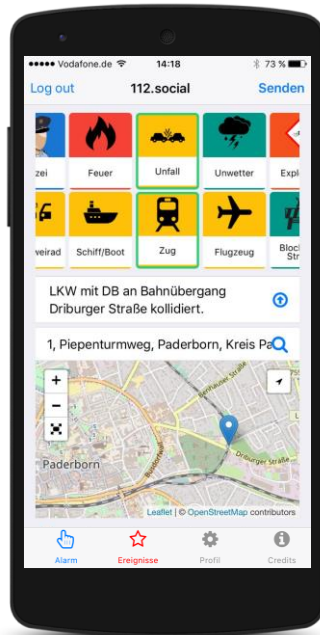 Vodafone.de 14:18 73 %
Log out 112.social Senden
zei Feuer Unfall Unwetter Expl
weirad Schiff/Boot Zug Flugzeug Bloc
Str
LKW mit DB an Bahnübergang
Driburger Straße kollidiert.
1, Piepenturmweg, Paderborn, Kreis Pa
+
−
Paderborn
Driburger Straße
Leaflet | © OpenStreetMap contributors
Alarm Ereignisse Profil Credits